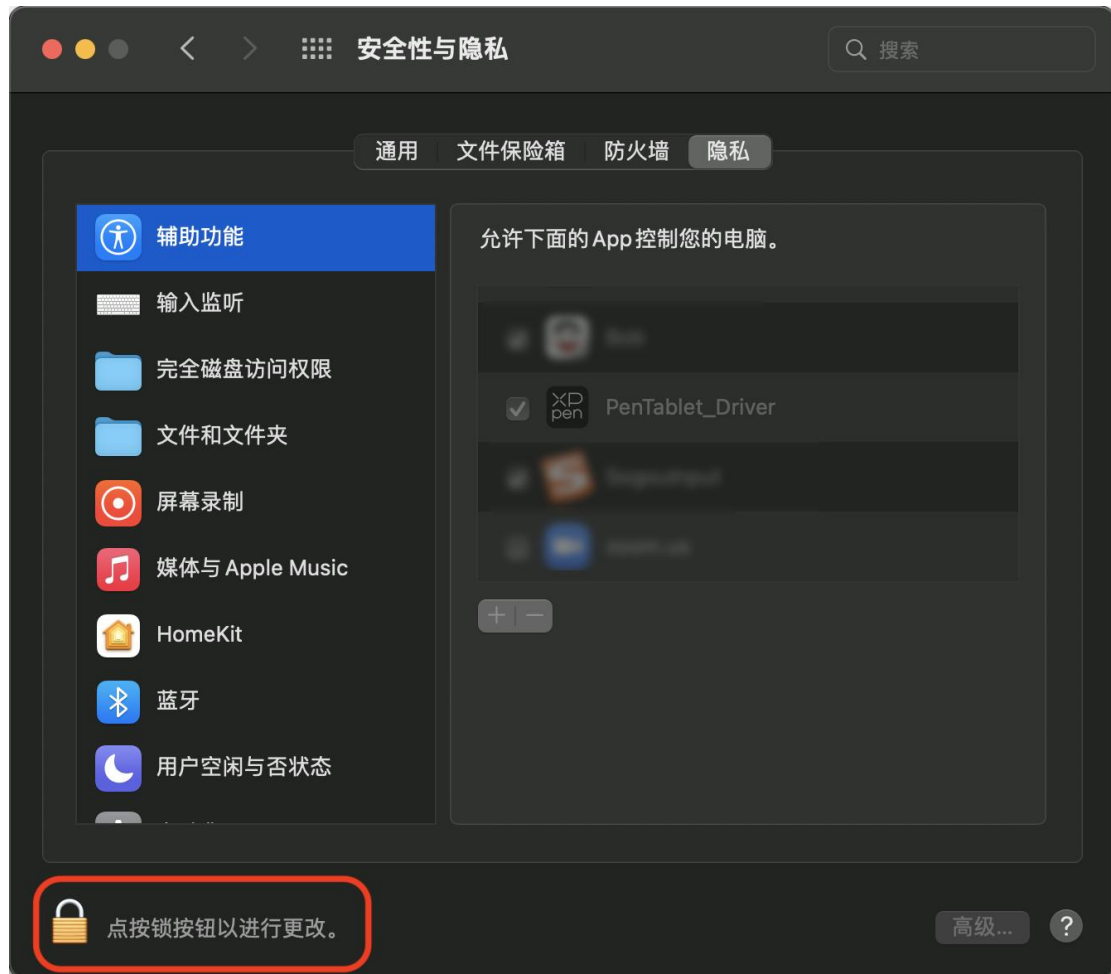 安全性与隐私
搜索
通用
文件保险箱
防火墙
隐私
辅助功能
输入监听
完全磁盘访问权限
文件和文件夹
屏幕录制
媒体与 Apple Music
HomeKit
蓝牙
用户空闲与否状态
允许下面的 App 控制您的电脑。
XP
pen
PenTablet_Driver
点按锁按钮以进行更改。
高级...
?